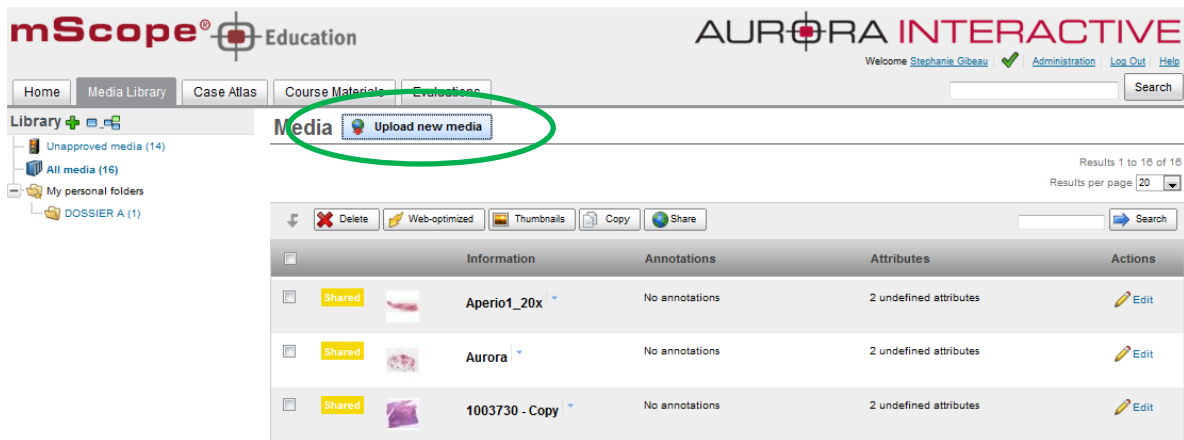 mScope® Education
AURORA INTERACTIVE
Welcome Stephanie Gibeau Administration Log Out Help
Home Media Library Case Atlas Course Materials Evaluations Search
Library
Media Upload new media
Unapproved media (14)
All media (16)
My personal folders
DOSSIER A (1)
Results 1 to 16 of 16
Results per page 20
Delete Web-optimized Thumbnails Copy Share Search
Information Annotations Attributes Actions
Shared Aperio1_20x No annotations 2 undefined attributes Edit
Shared Aurora No annotations 2 undefined attributes Edit
Shared 1003730 - Copy No annotations 2 undefined attributes Edit